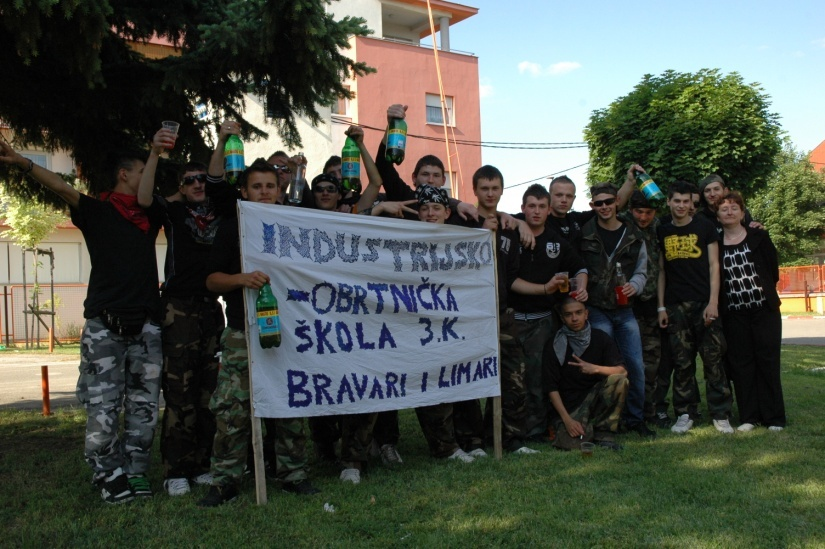 INDUSTRIJSKO
-OBRTNIČKA
ŠKOLA 3.K.
BRAVARI I LIMARI